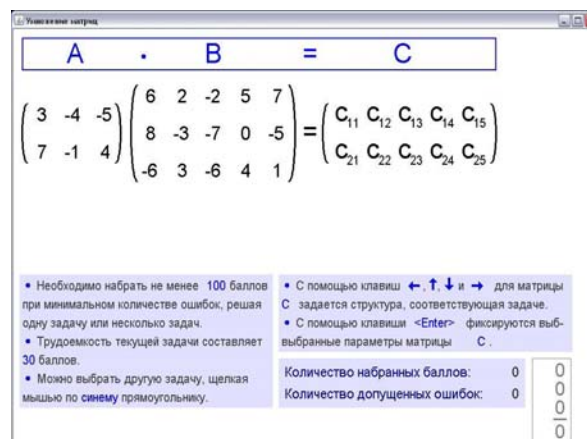 Умножение матриц
A · B = C
3 -4 -5
7 -1 4
6 2 -2 5 7
8 -3 -7 0 -5
-6 3 -6 4 1
=
C11 C12 C13 C14 C15
C21 C22 C23 C24 C25
• Необходимо набрать не менее 100 баллов
при минимальном количестве ошибок, решая
одну задачу или несколько задач.
• Трудоемкость текущей задачи составляет
30 баллов.
• Можно выбрать другую задачу, щелкая
мышью по синему прямоугольнику.
• С помощью клавиш ←, ↑, ↓ и → для матрицы
C задается структура, соответствующая задаче.
• С помощью клавиши <Enter> фиксируются выб-
выбранные параметры матрицы C .
Количество набранных баллов: 0
Количество допущенных ошибок: 0
0
0
0
0